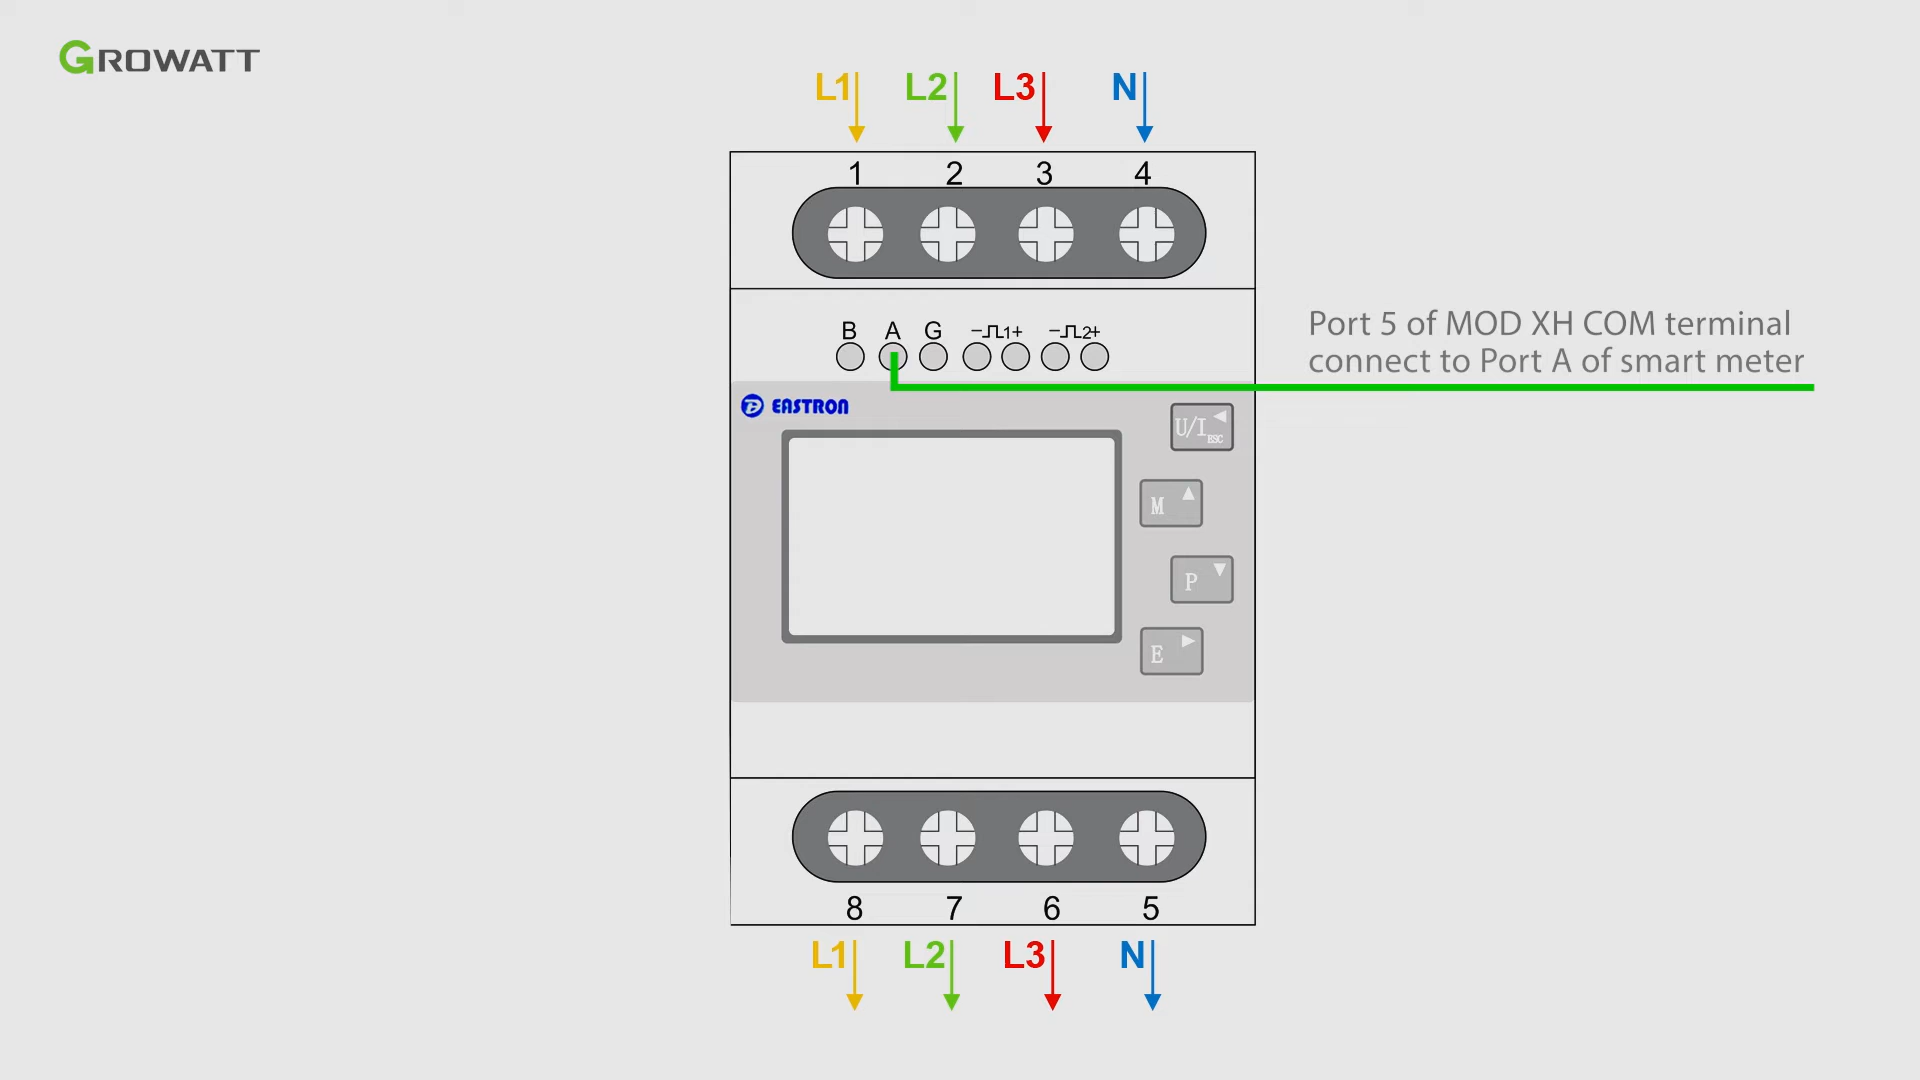 GROWATT
L1 L2 L3 N
1 2 3 4
B A G - 1+ - 2+
Port 5 of MOD XH COM terminal
connect to Port A of smart meter
EASTRON
U/I ESC
M
P
E
8 7 6 5
L1 L2 L3 N